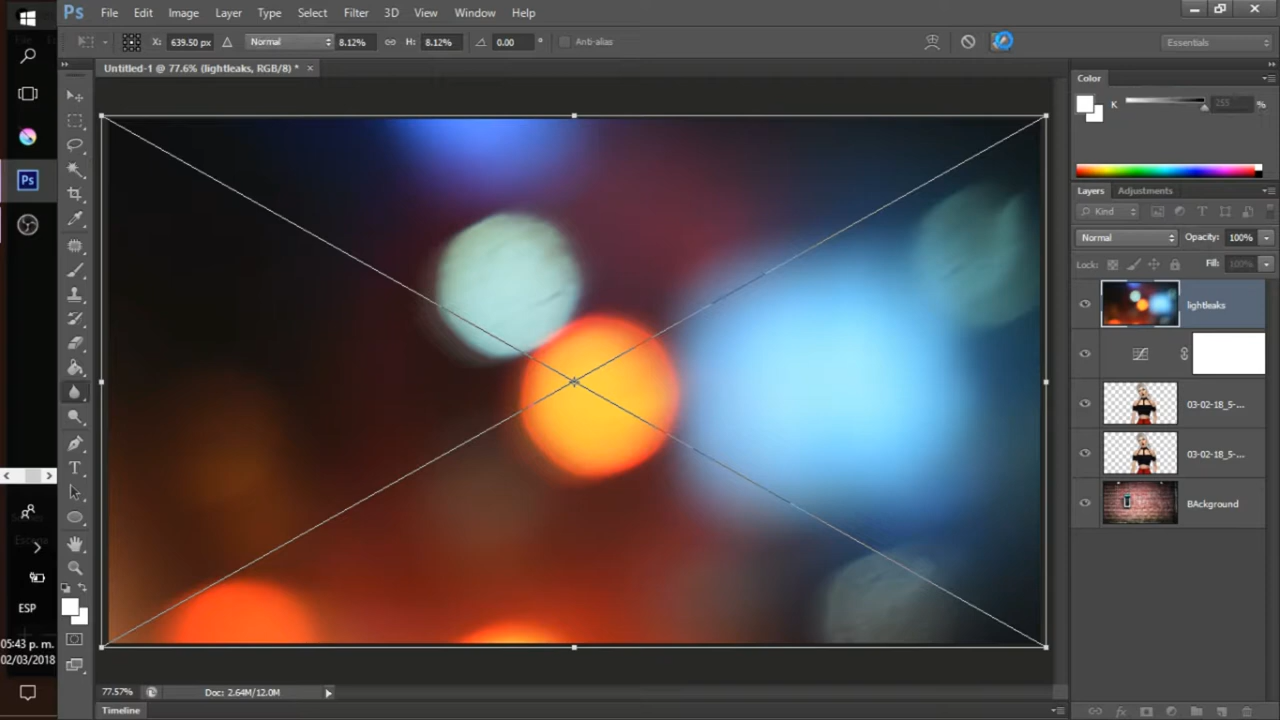 Ps File Edit Image Layer Type Select Filter 3D View Window Help
X: 639.50 px Normal 8.12% H: 8.12% 0.00 ° Anti-alias Essentials
Untitled-1 @ 77.6% (lightleaks, RGB/8) * ×
Color
K 255 %
Layers Adjustments
Kind
Normal Opacity: 100%
Lock: Fill: 100%
lightleaks
03-02-18_5-...
03-02-18_5-...
BAckground
Ps
T
ESP
05:43 p. m.
02/03/2018
77.57% Doc: 2.64M/12.0M
Timeline